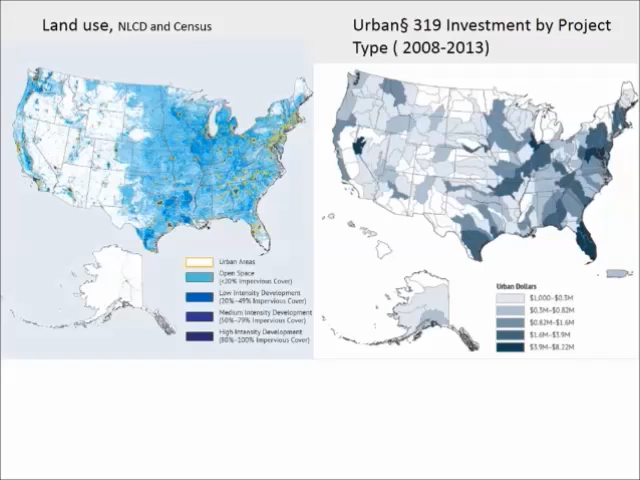 Land use, NLCD and Census
Urban§ 319 Investment by Project
Type ( 2008-2013)
Urban Areas
Open Space
(<20% Impervious Cover)
Low Intensity Development
(20%-49% Impervious Cover)
Medium Intensity Development
(50%-79% Impervious Cover)
High Intensity Development
(80%-100% Impervious Cover)
Urban Dollars
$1,000-$0.3M
$0.3M-$0.82M
$0.82M-$1.6M
$1.6M-$3.9M
$3.9M-$8.22M